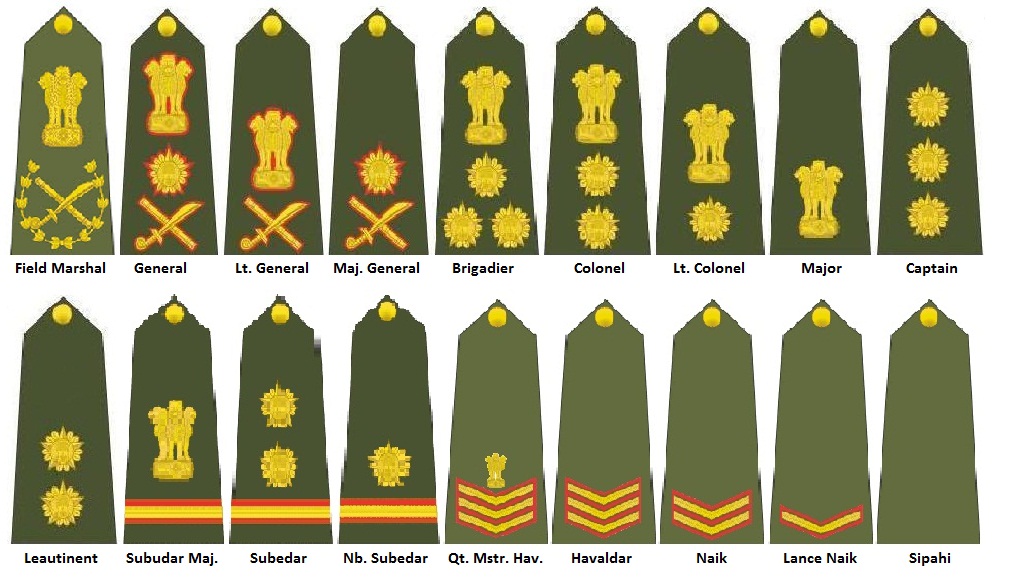 Field Marshal
General
Lt. General
Maj. General
Brigadier
Colonel
Lt. Colonel
Major
Captain
Leautinent
Subudar Maj.
Subedar
Nb. Subedar
Qt. Mstr. Hav.
Havaldar
Naik
Lance Naik
Sipahi